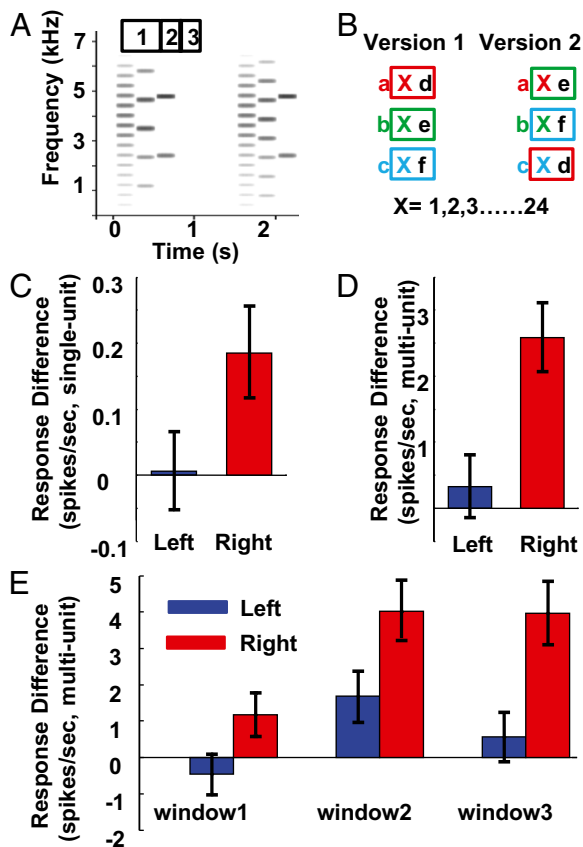 A
Frequency (kHz)
7
5
3
1
1 2 3
0 1 2
Time (s)
B
Version 1 Version 2
a X d a X e
b X e b X f
c X f c X d
X= 1,2,3......24
C
Response Difference
(spikes/sec, single-unit)
0.3
0.2
0.1
0
-0.1
Left Right
D
Response Difference
(spikes/sec, multi-unit)
3
2
1
Left Right
E
Response Difference
(spikes/sec, multi-unit)
5
4
3
2
1
0
-1
-2
Left
Right
window1 window2 window3